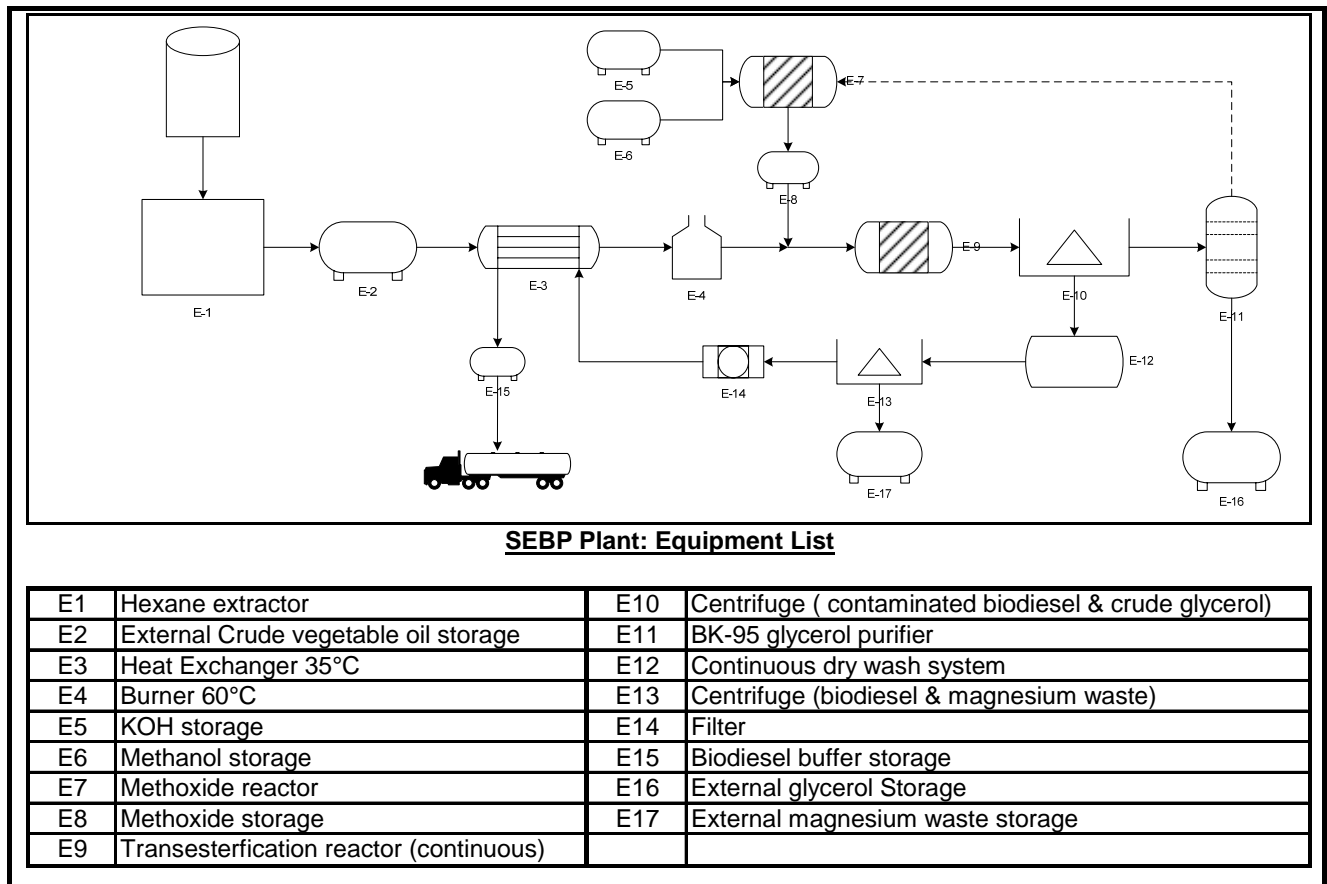 E-5
E-7
E-6
E-8
E-1
E-2
E-3
E-4
E-9
E-10
E-11
E-12
E-13
E-14
E-15
E-17
E-16
SEBP Plant: Equipment List
E1 Hexane extractor E10 Centrifuge ( contaminated biodiesel & crude glycerol)
E2 External Crude vegetable oil storage E11 BK-95 glycerol purifier
E3 Heat Exchanger 35°C E12 Continuous dry wash system
E4 Burner 60°C E13 Centrifuge (biodiesel & magnesium waste)
E5 KOH storage E14 Filter
E6 Methanol storage E15 Biodiesel buffer storage
E7 Methoxide reactor E16 External glycerol Storage
E8 Methoxide storage E17 External magnesium waste storage
E9 Transesterfication reactor (continuous)